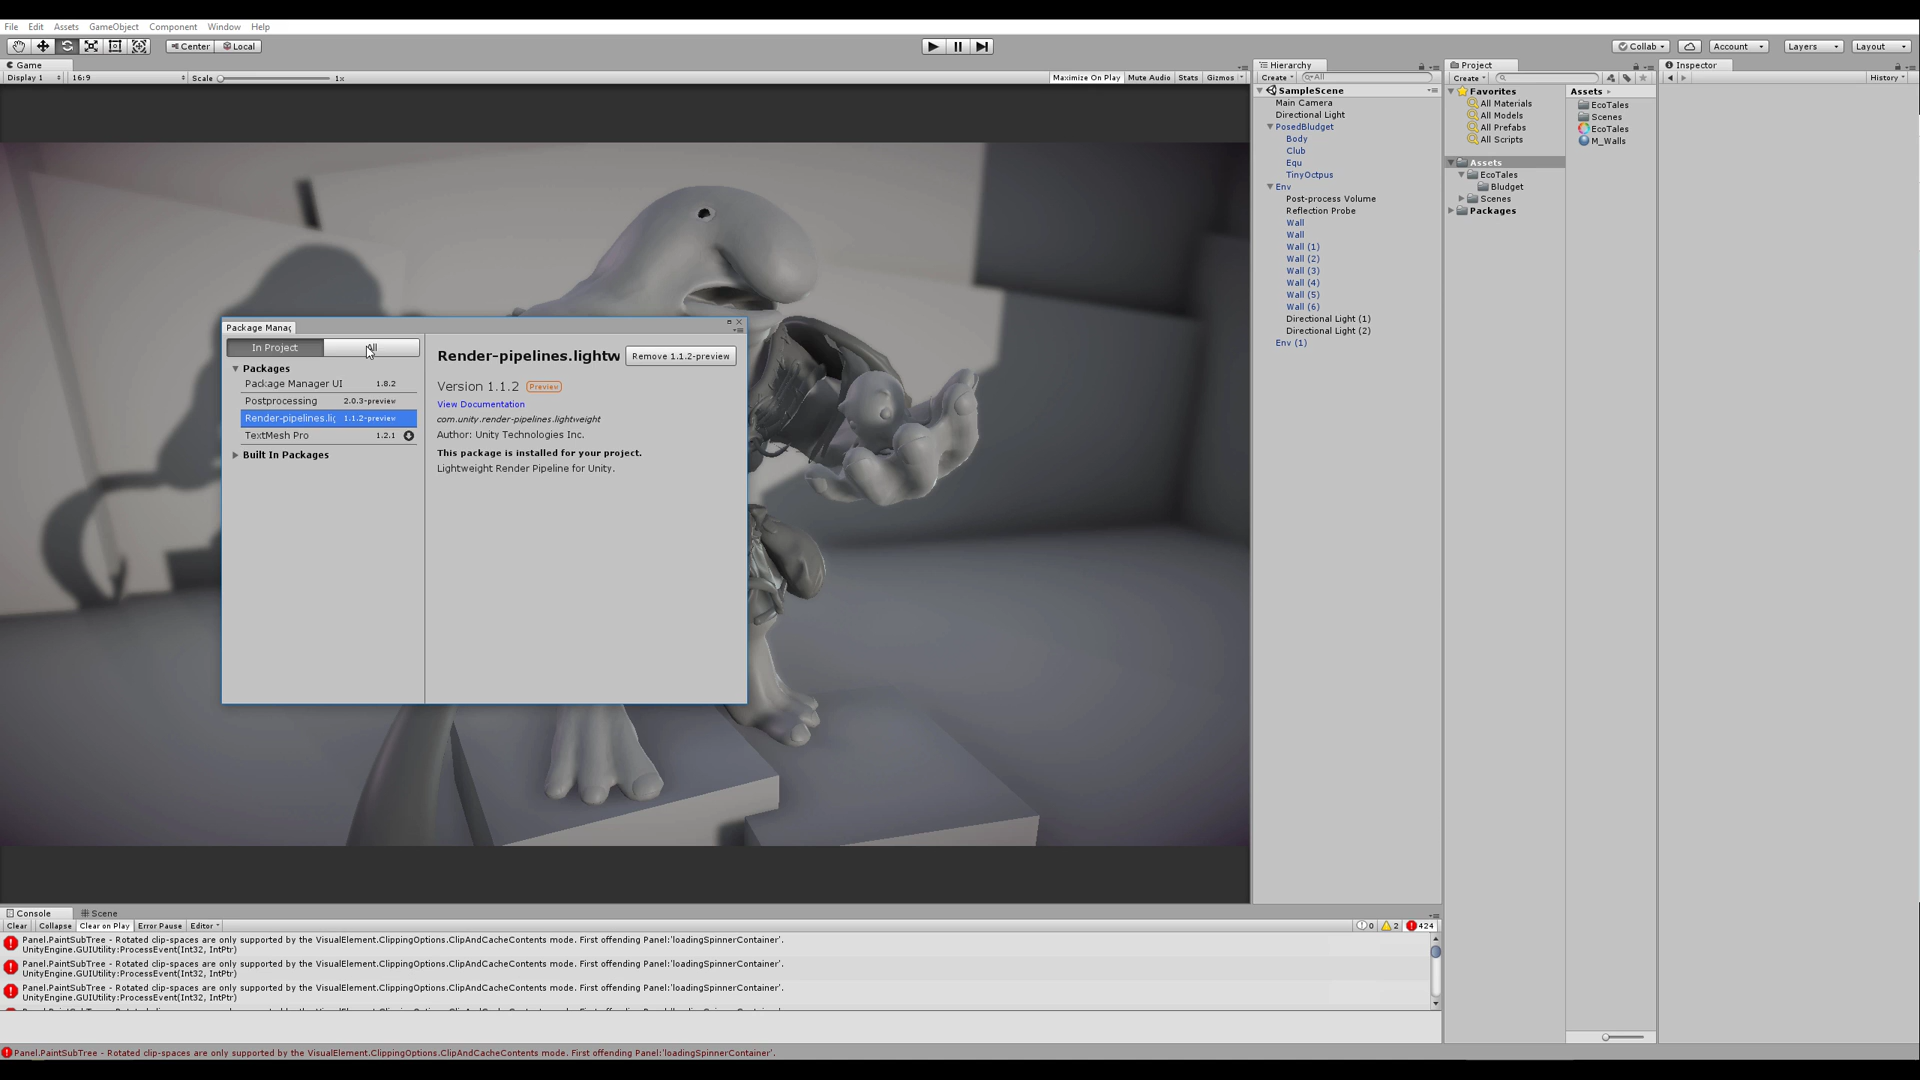 File Edit Assets GameObject Component Window Help
Center Local Collab Account Layers Layout
Game
Display 1 16:9 Scale 1x Maximize On Play Mute Audio Stats Gizmos
Hierarchy
Create All
SampleScene
Main Camera
Directional Light
PosedBludget
Body
Club
Equ
TinyOctpus
Env
Post-process Volume
Reflection Probe
Wall
Wall
Wall (1)
Wall (2)
Wall (3)
Wall (4)
Wall (5)
Wall (6)
Directional Light (1)
Directional Light (2)
Env (1)
Project
Create
Favorites
All Materials
All Models
All Prefabs
All Scripts
Assets
EcoTales
Bludget
Scenes
Packages
Assets
EcoTales
Scenes
EcoTales
M_Walls
Inspector
History
Package Manag
In Project
Packages
Package Manager UI 1.8.2
Postprocessing 2.0.3-preview
Render-pipelines.lig 1.1.2-preview
TextMesh Pro 1.2.1
Built In Packages
Render-pipelines.lightw Remove 1.1.2-preview
Version 1.1.2 Preview
View Documentation
com.unity.render-pipelines.lightweight
Author: Unity Technologies Inc.
This package is installed for your project.
Lightweight Render Pipeline for Unity.
Console Scene
Clear Collapse Clear on Play Error Pause Editor 0 2 424
Panel.PaintSubTree - Rotated clip-spaces are only supported by the VisualElement.ClippingOptions.ClipAndCacheContents mode. First offending Panel:'loadingSpinnerContainer'.
UnityEngine.GUIUtility:ProcessEvent(Int32, IntPtr)
Panel.PaintSubTree - Rotated clip-spaces are only supported by the VisualElement.ClippingOptions.ClipAndCacheContents mode. First offending Panel:'loadingSpinnerContainer'.
UnityEngine.GUIUtility:ProcessEvent(Int32, IntPtr)
Panel.PaintSubTree - Rotated clip-spaces are only supported by the VisualElement.ClippingOptions.ClipAndCacheContents mode. First offending Panel:'loadingSpinnerContainer'.
UnityEngine.GUIUtility:ProcessEvent(Int32, IntPtr)
Panel.PaintSubTree - Rotated clip-spaces are only supported by the VisualElement.ClippingOptions.ClipAndCacheContents mode. First offending Panel:'loadingSpinnerContainer'.